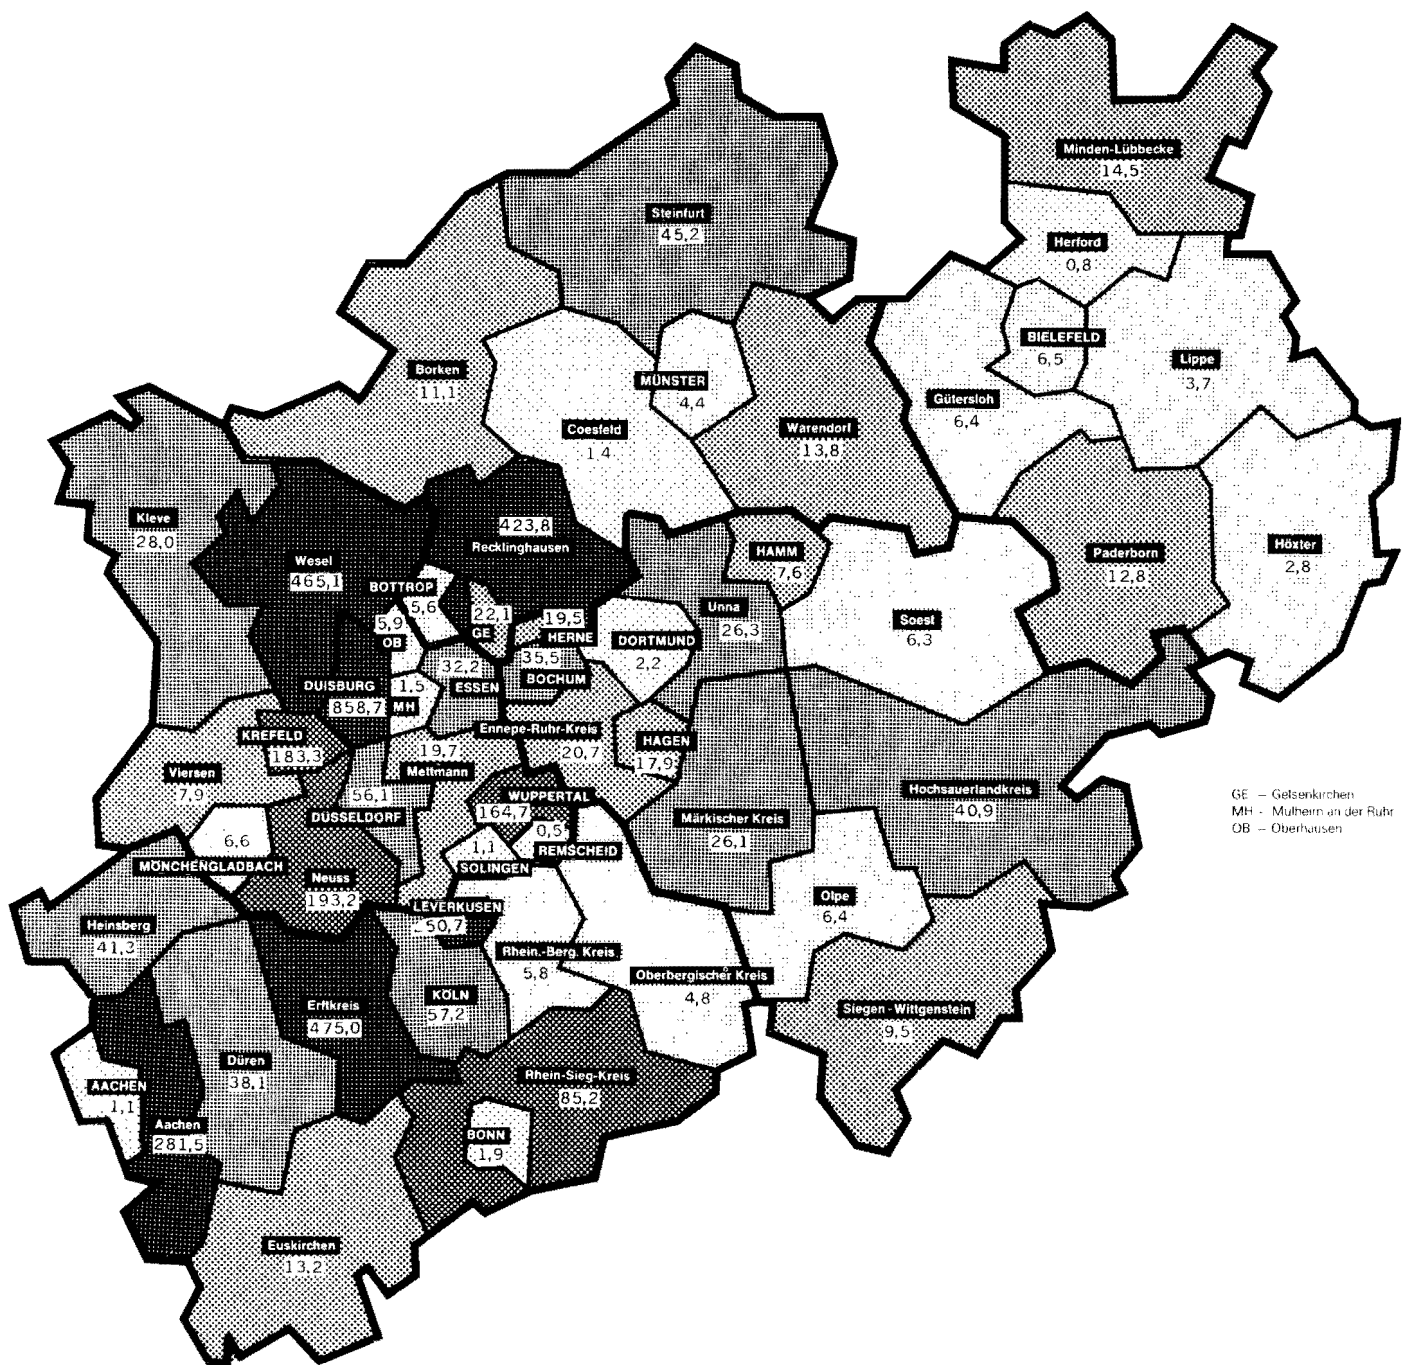 Minden-Lübbecke
14,5
Steinfurt
45,2
Herford
0,8
BIELEFELD
6,5
Lippe
3,7
Borken
11,1
MÜNSTER
4,4
Gütersloh
6,4
Coesfeld
1,4
Warendorf
13,8
Kleve
28,0
423,8
Recklinghausen
Wesel
465,1
HAMM
7,6
Paderborn
12,8
Höxter
2,8
BOTTROP
5,6
22,1
GE
19,5
HERNE
Unna
26,3
Soest
6,3
5,9
OB
DORTMUND
2,2
32,2
ESSEN
35,5
BOCHUM
DUISBURG
858,7
1,5
MH
Ennepe-Ruhr-Kreis
20,7
HAGEN
17,9
KREFELD
183,3
19,7
Mettmann
Viersen
7,9
56,1
DÜSSELDORF
WUPPERTAL
164,7
Hochsauerlandkreis
40,9
GE – Gelsenkirchen
MH - Mülheim an der Ruhr
OB – Oberhausen
Märkischer Kreis
26,1
0,5
REMSCHEID
6,6
MÖNCHENGLADBACH
1,1
SOLINGEN
Neuss
193,2
Olpe
6,4
LEVERKUSEN
50,7
Heinsberg
41,3
Rhein.-Berg. Kreis
5,8
Oberbergischer Kreis
4,8
Erftkreis
475,0
KÖLN
57,2
Siegen-Wittgenstein
9,5
Düren
38,1
Rhein-Sieg-Kreis
85,2
AACHEN
1,1
Aachen
281,5
BONN
1,9
Euskirchen
13,2